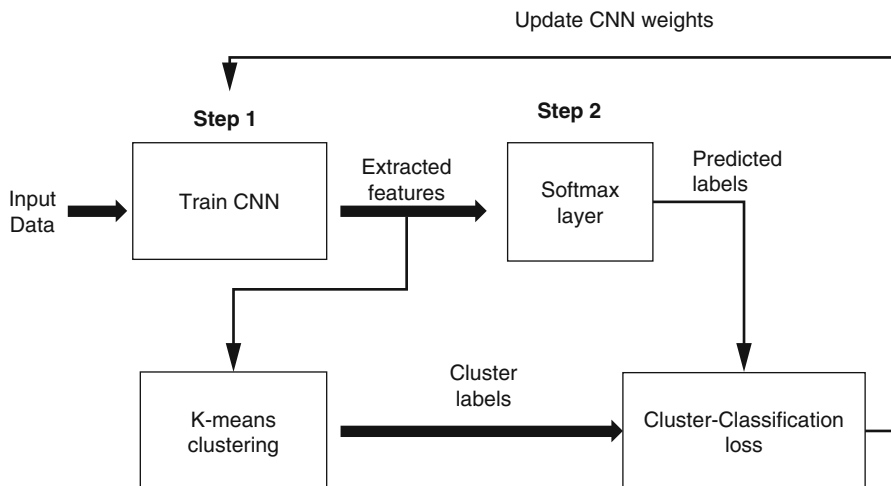 Update CNN weights
Step 1
Step 2
Input
Data
Train CNN
Extracted
features
Softmax
layer
Predicted
labels
K-means
clustering
Cluster
labels
Cluster-Classification
loss